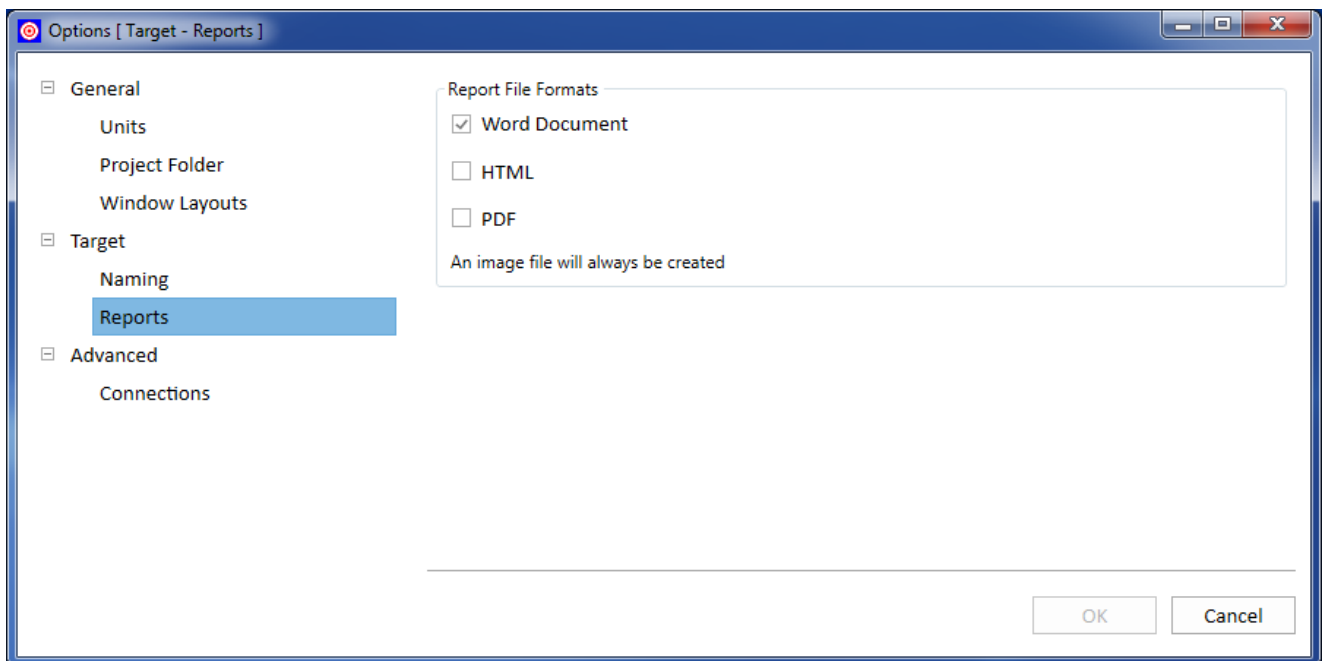 Options [ Target - Reports ]
General
Units
Project Folder
Window Layouts
Target
Naming
Reports
Advanced
Connections
Report File Formats
Word Document
HTML
PDF
An image file will always be created
OK
Cancel